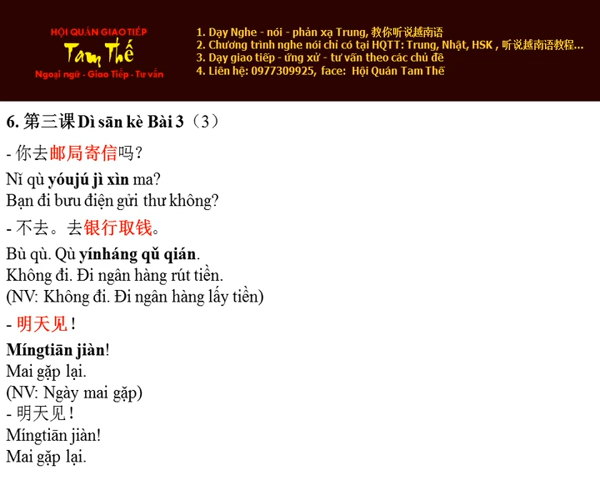 HỘI QUÁN GIAO TIẾP
Tam Thế
Ngoại ngữ - Giao Tiếp - Tư vấn
1. Dạy Nghe - nói - phản xạ Trung, 教你听说越南语
2. Chương trình nghe nói chỉ có tại HQTT: Trung, Nhật, HSK , 听说越南语教程...
3. Dạy giao tiếp - ứng xử - tư vấn theo các chủ đề
4. Liên hệ: 0977309925, face: Hội Quán Tam Thế
6. 第三课 Dì sān kè Bài 3（3）
- 你去邮局寄信吗？
Nǐ qù yóujú jì xìn ma?
Bạn đi bưu điện gửi thư không?
- 不去。去银行取钱。
Bù qù. Qù yínháng qǔ qián.
Không đi. Đi ngân hàng rút tiền.
(NV: Không đi. Đi ngân hàng lấy tiền)
- 明天见！
Míngtiān jiàn!
Mai gặp lại.
(NV: Ngày mai gặp)
- 明天见！
Míngtiān jiàn!
Mai gặp lại.